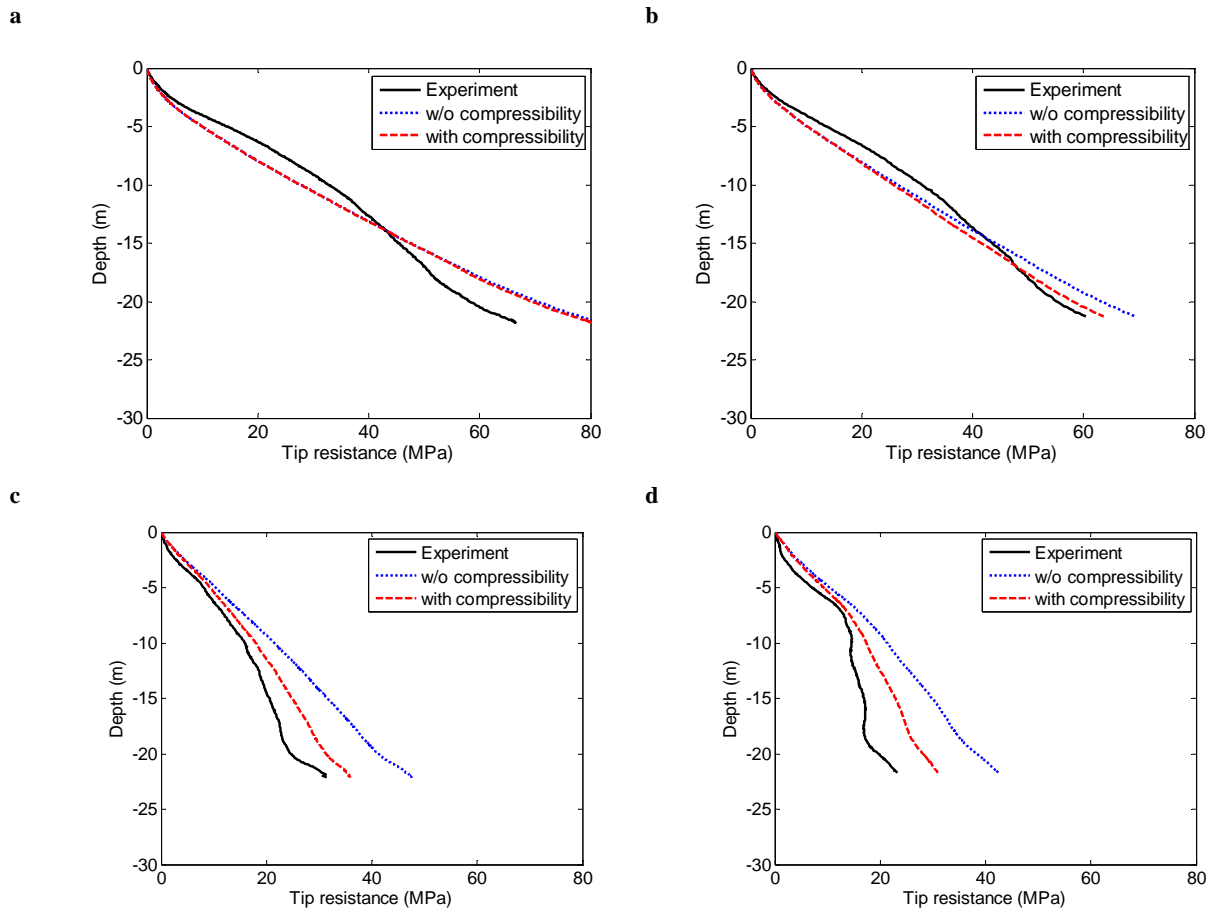 a
0
-5
-10
-15
-20
-25
-30
Depth (m)
0 20 40 60 80
Tip resistance (MPa)
Experiment
w/o compressibility
with compressibility
b
0
-5
-10
-15
-20
-25
-30
Depth (m)
0 20 40 60 80
Tip resistance (MPa)
Experiment
w/o compressibility
with compressibility
c
0
-5
-10
-15
-20
-25
-30
Depth (m)
0 20 40 60 80
Tip resistance (MPa)
Experiment
w/o compressibility
with compressibility
d
0
-5
-10
-15
-20
-25
-30
Depth (m)
0 20 40 60 80
Tip resistance (MPa)
Experiment
w/o compressibility
with compressibility